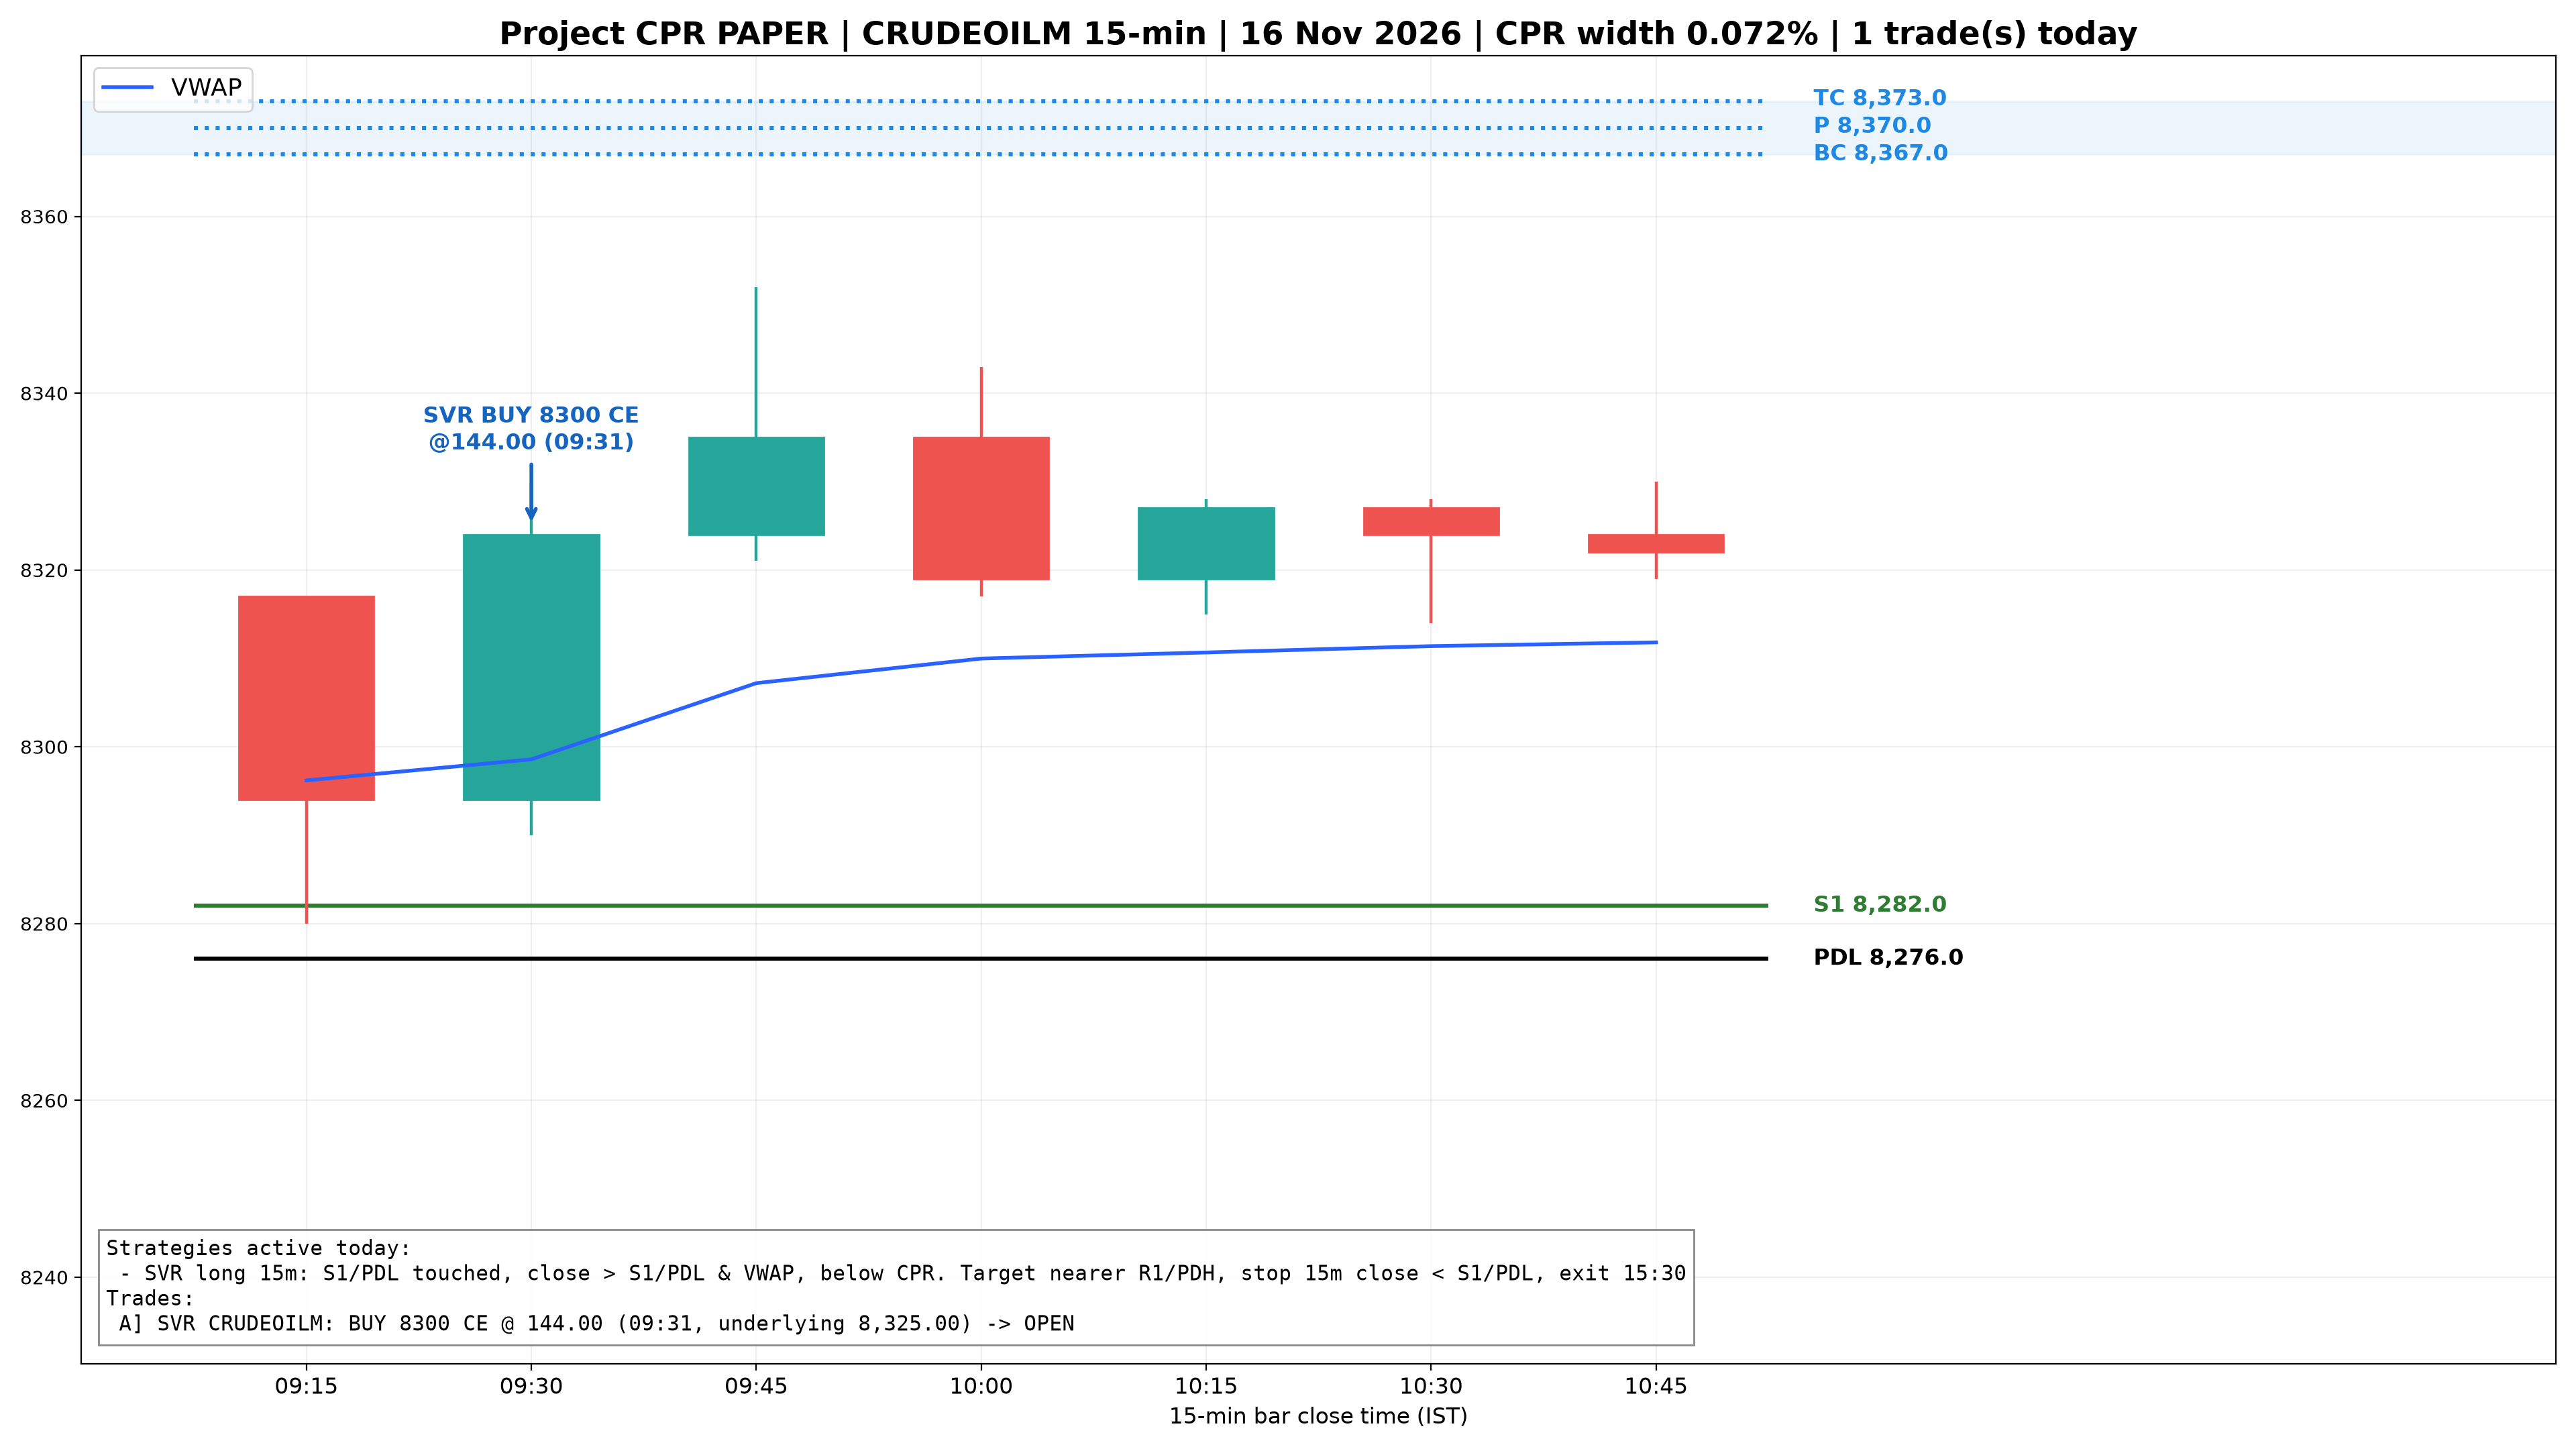 Project CPR PAPER | CRUDEOILM 15-min | 16 Nov 2026 | CPR width 0.072% | 1 trade(s) today
VWAP
TC 8,373.0
P 8,370.0
BC 8,367.0
8360
8340
SVR BUY 8300 CE
@144.00 (09:31)
8320
8300
S1 8,282.0
8280
PDL 8,276.0
8260
8240
Strategies active today:
- SVR long 15m: S1/PDL touched, close > S1/PDL & VWAP, below CPR. Target nearer R1/PDH, stop 15m close < S1/PDL, exit 15:30
Trades:
A] SVR CRUDEOILM: BUY 8300 CE @ 144.00 (09:31, underlying 8,325.00) -> OPEN
09:15 09:30 09:45 10:00 10:15 10:30 10:45
15-min bar close time (IST)